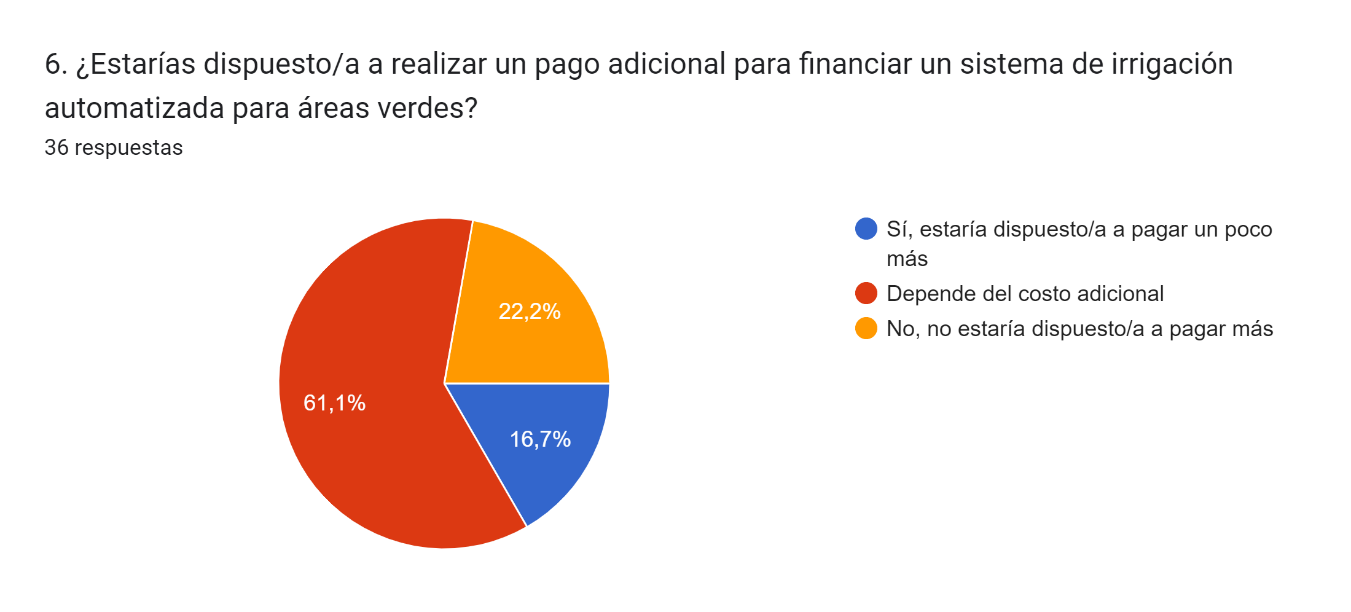 6. ¿Estarías dispuesto/a a realizar un pago adicional para financiar un sistema de irrigación
automatizada para áreas verdes?
36 respuestas
22,2%
61,1%
16,7%
Sí, estaría dispuesto/a a pagar un poco
más
Depende del costo adicional
No, no estaría dispuesto/a a pagar más